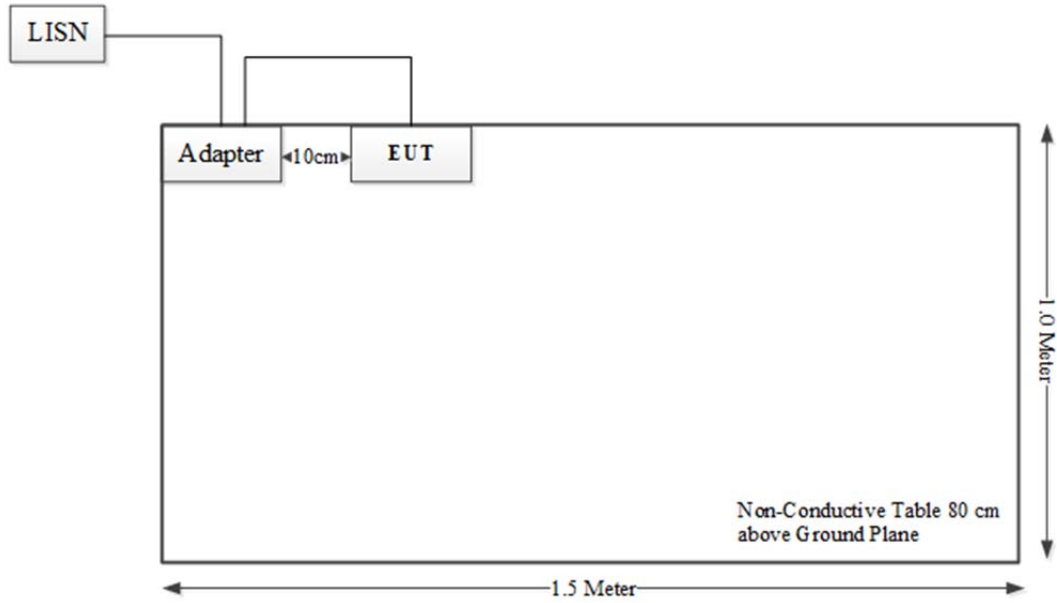 LISN
Adapter
10cm
EUT
1.0 Meter
Non-Conductive Table 80 cm
above Ground Plane
1.5 Meter